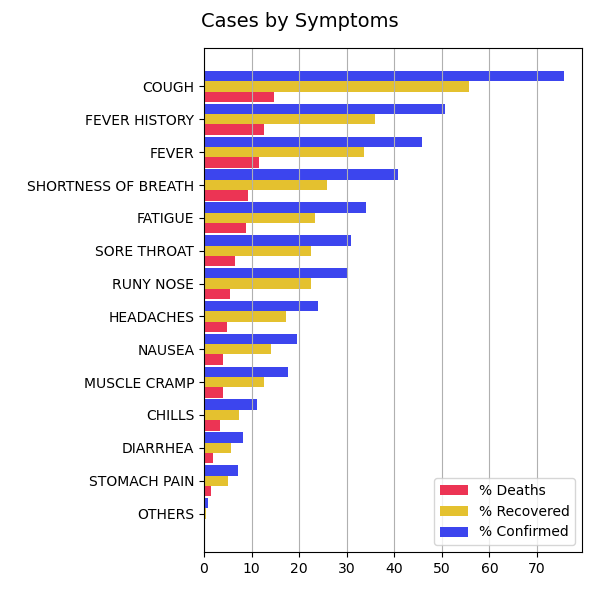 Cases by Symptoms
COUGH
FEVER HISTORY
FEVER
SHORTNESS OF BREATH
FATIGUE
SORE THROAT
RUNY NOSE
HEADACHES
NAUSEA
MUSCLE CRAMP
CHILLS
DIARRHEA
STOMACH PAIN
OTHERS
% Deaths
% Recovered
% Confirmed
0 10 20 30 40 50 60 70